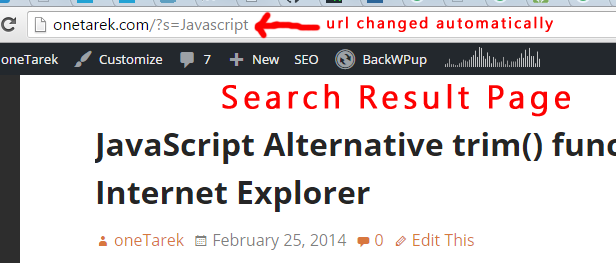 onetarek.com/?s=Javascript url changed automatically
oneTarek Customize 7 New SEO BackWPup
Search Result Page
JavaScript Alternative trim() func
Internet Explorer
oneTarek February 25, 2014 0 Edit This